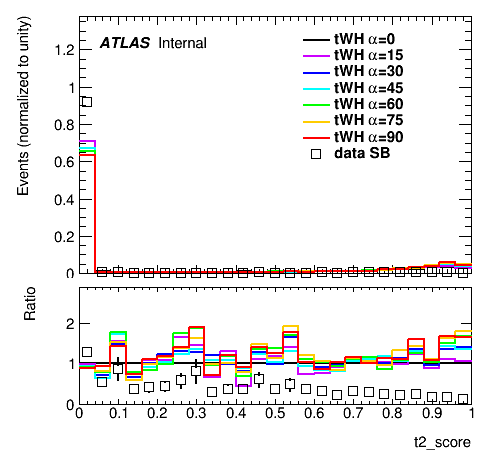 ATLAS Internal
tWH α=0
tWH α=15
tWH α=30
tWH α=45
tWH α=60
tWH α=75
tWH α=90
data SB
Events (normalized to unity)
1.2
1
0.8
0.6
0.4
0.2
0
Ratio
2
1
0
0 0.1 0.2 0.3 0.4 0.5 0.6 0.7 0.8 0.9 1
t2_score